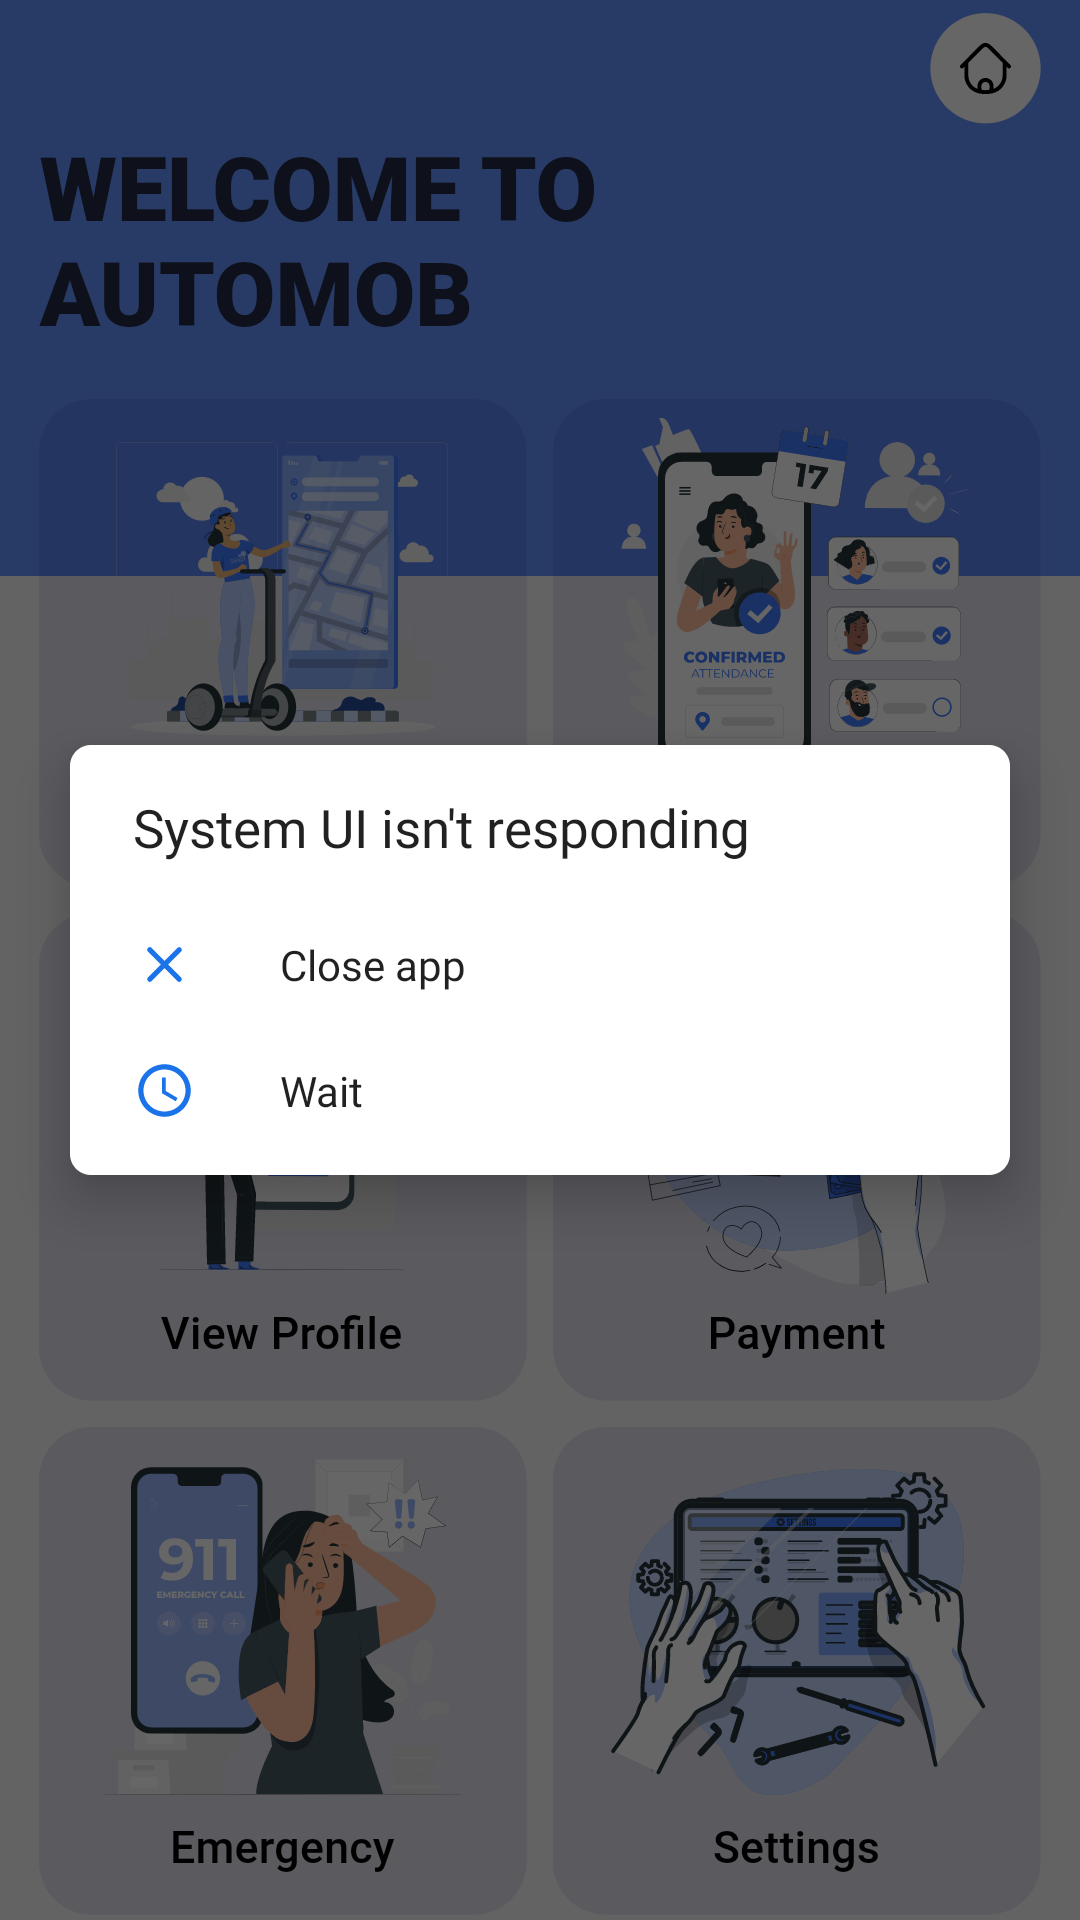 WELCOME TO
AUTOMOB
17
CONFIRMED
ATTENDANCE
System UI isn't responding
Close app
Wait
View Profile
Payment
911
EMERGENCY CALL
!!
SETTINGS
Emergency
Settings